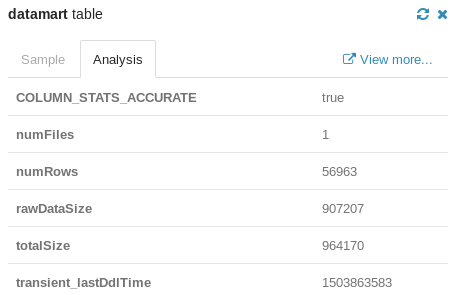 datamart table
Sample Analysis View more...
COLUMN_STATS_ACCURATE true
numFiles 1
numRows 56963
rawDataSize 907207
totalSize 964170
transient_lastDdlTime 1503863583